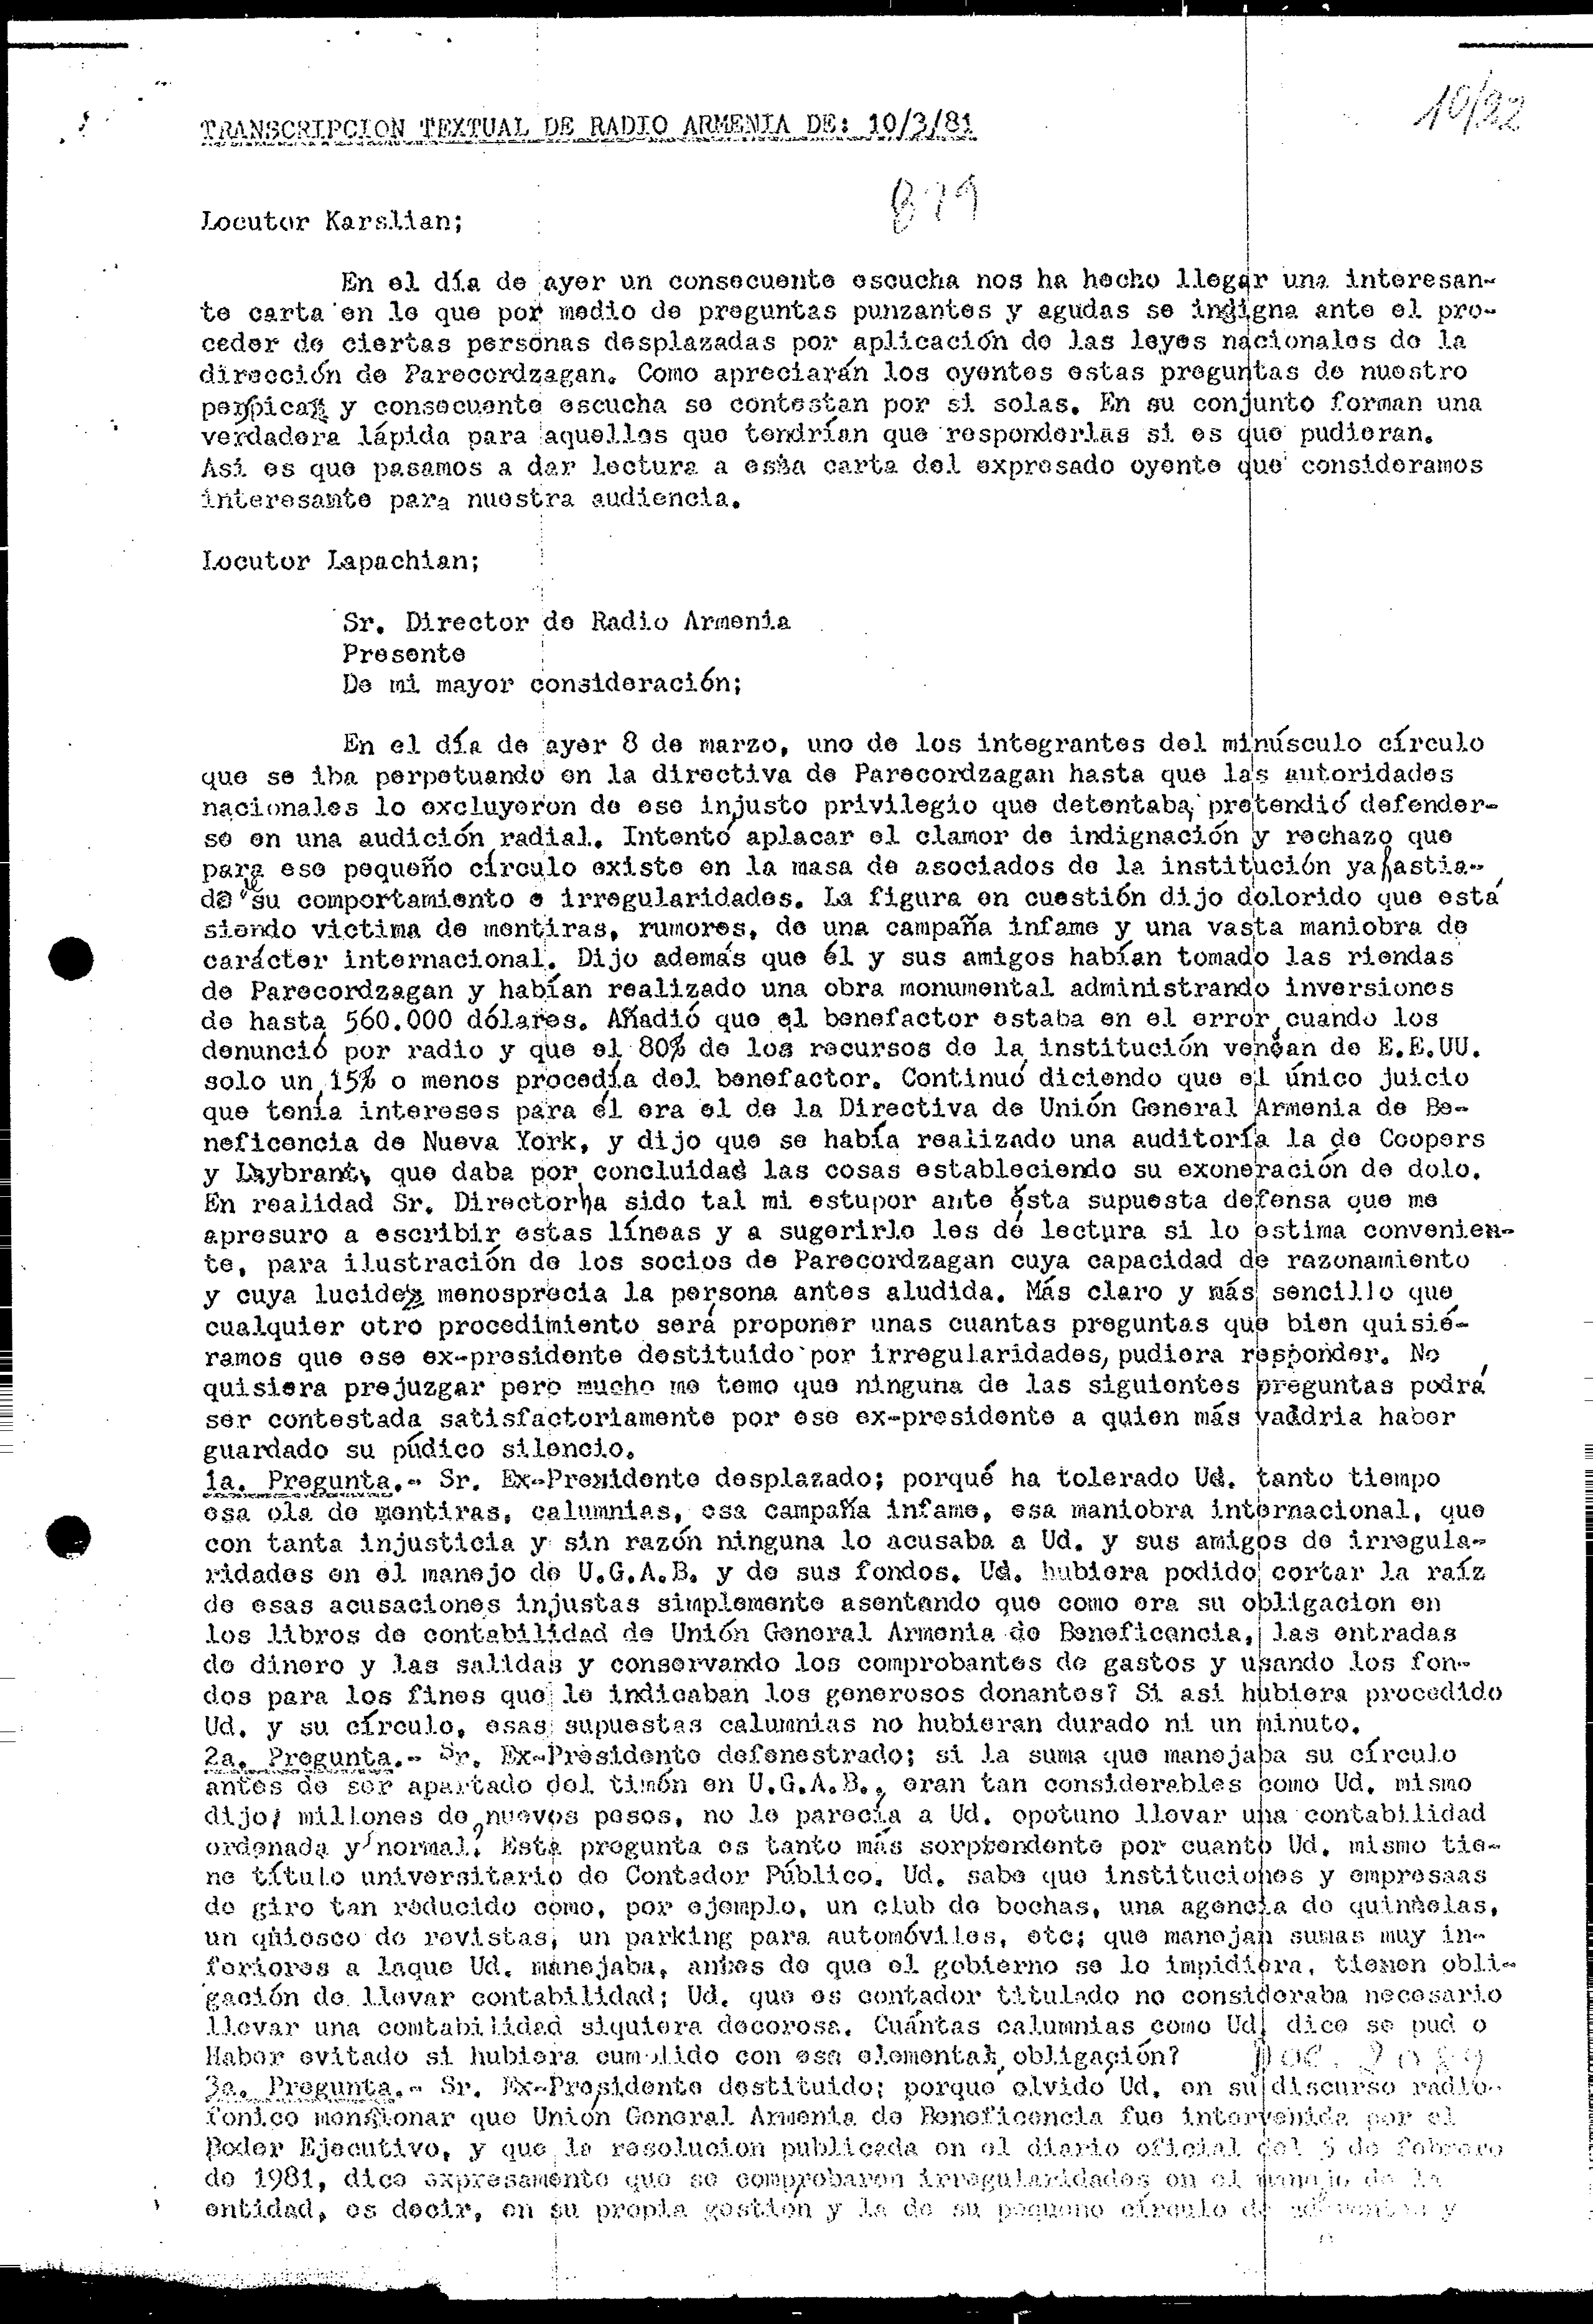 10/22
TRANSCRIPCION TEXTUAL DE RADIO ARMENIA DE: 10/3/81
879
Locutor Karslian;
En el día de ayer un consecuente escucha nos ha hecho llegar una interesan-
te carta en le que por medio de preguntas punzantes y agudas se indigna ante el pro-
ceder de ciertas personas desplazadas por aplicación de las leyes nacionales de la
dirección de Parecordzagan. Como apreciarán los oyentes estas preguntas de nuestro
perspicaz y consecuente escucha se contestan por si solas. En su conjunto forman una
verdadera lápida para aquellos que tendrían que responderlas si es que pudieran.
Asi es que pasamos a dar lectura a esta carta del expresado oyente que consideramos
interesante para nuestra audiencia.
Locutor Lapachian;
Sr. Director de Radio Armenia
Presente
De mi mayor consideración;
En el día de ayer 8 de marzo, uno de los integrantes del minúsculo círculo
que se iba perpetuando en la directiva de Parecordzagan hasta que las autoridades
nacionales lo excluyeron de ese injusto privilegio que detentaba, pretendió defender-
se en una audición radial. Intentó aplacar el clamor de indignación y rechazo que
para ese pequeño círculo existe en la masa de asociados de la institución ya hastia-
de su comportamiento e irregularidades. La figura en cuestión dijo dolorido que está
siendo victima de mentiras, rumores, de una campaña infame y una vasta maniobra de
carácter internacional. Dijo además que él y sus amigos habían tomado las riendas
de Parecordzagan y habían realizado una obra monumental administrando inversiones
de hasta 560.000 dólares. Añadió que el benefactor estaba en el error cuando los
denunció por radio y que el 80% de los recursos de la institución venían de E.E.UU.
solo un 15% o menos procedía del benefactor. Continuó diciendo que el único juicio
que tenía intereses para él era el de la Directiva de Unión General Armenia de Be-
neficencia de Nueva York, y dijo que se había realizado una auditoría la de Coopers
y Laybrant, que daba por concluidas las cosas estableciendo su exoneración de dolo.
En realidad Sr. Director ha sido tal mi estupor ante ésta supuesta defensa que me
apresuro a escribir estas líneas y a sugerirle les dé lectura si lo estima convenien-
te, para ilustración de los socios de Parecordzagan cuya capacidad de razonamiento
y cuya lucidez menosprecia la persona antes aludida. Más claro y más sencillo que
cualquier otro procedimiento será proponer unas cuantas preguntas que bien quisié-
ramos que ese ex-presidente destituido por irregularidades, pudiera responder. No
quisiera prejuzgar pero mucho me temo que ninguna de las siguientes preguntas podrá
ser contestada satisfactoriamente por ese ex-presidente a quien más valdria haber
guardado su púdico silencio.
1a. Pregunta.- Sr. Ex-Presidente desplazado; porqué ha tolerado Ud. tanto tiempo
esa ola de mentiras, calumnias, esa campaña infame, esa maniobra internacional, que
con tanta injusticia y sin razón ninguna lo acusaba a Ud. y sus amigos de irregula-
ridades en el manejo de U.G.A.B. y de sus fondos. Ud. hubiera podido cortar la raíz
de esas acusaciones injustas simplemente asentando que como era su obligacion en
los libros de contabilidad de Unión General Armenia de Beneficencia, las entradas
de dinero y las salidas y conservando los comprobantes de gastos y usando los fon-
dos para los fines que le indicaban los generosos donantes? Si asi hubiera procedido
Ud. y su círculo, esas supuestas calumnias no hubieran durado ni un minuto.
2a. Pregunta.- Sr. Ex-Presidente defenestrado; si la suma que manejaba su círculo
antes de ser apartado del timón en U.G.A.B., eran tan considerables como Ud. mismo
dijo, millones de nuevos pesos, no le parecía a Ud. opotuno llevar una contabilidad
ordenada y normal? Esta pregunta es tanto más sorprendente por cuanto Ud. mismo tie-
ne título universitario de Contador Público. Ud. sabe que instituciones y empresaas
de giro tan reducido como, por ejemplo, un club de bochas, una agencia de quinielas,
un quiosco de revistas, un parking para automóviles, etc; que manejan sumas muy in-
feriores a laque Ud. manejaba, antes de que el gobierno se lo impidiera, tienen obli-
gación de llevar contabilidad; Ud. que es contador titulado no consideraba necesario
llevar una comtabilidad siquiera decorosa. Cuántas calumnias como Ud. dice se pud o
Haber evitado si hubiera cumplido con esa elemental obligación?
3a. Pregunta.- Sr. Ex-Presidente destituido; porque olvidó Ud. en su discurso radio-
fonico mensionar que Unión General Armenia de Beneficencia fue intervenida por el
Poder Ejecutivo, y que la resolucion publicada en el diario oficial del 5 de febrero
de 1981, dice expresamente que se comprobaron irregularidades en el manejo de la
entidad, es decir, en su propia gestión y la de su pequeno círculo de